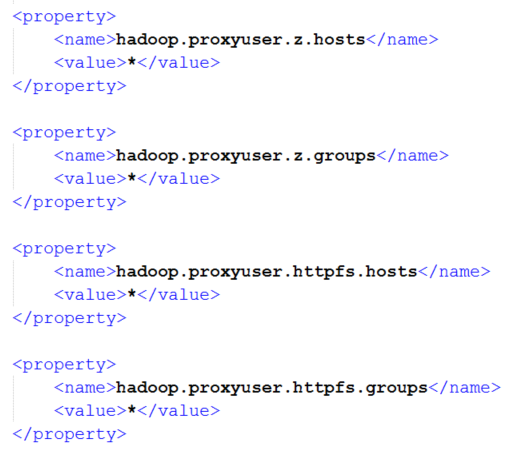 <property>
    <name>hadoop.proxyuser.z.hosts</name>
    <value>*</value>
</property>

<property>
    <name>hadoop.proxyuser.z.groups</name>
    <value>*</value>
</property>

<property>
    <name>hadoop.proxyuser.httpfs.hosts</name>
    <value>*</value>
</property>

<property>
    <name>hadoop.proxyuser.httpfs.groups</name>
    <value>*</value>
</property>